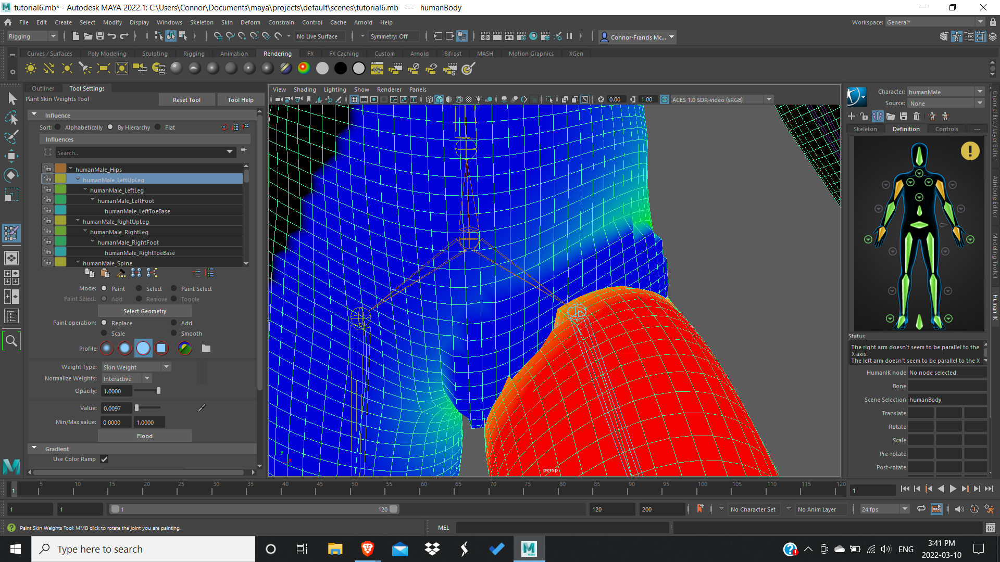 tutorial6.mb* - Autodesk MAYA 2022.1: C:\Users\Connor\Documents\maya\projects\default\scenes\tutorial6.mb --- humanBody
File Edit Create Select Modify Display Windows Skeleton Skin Deform Constrain Control Cache Arnold Help
Workspace: General*
Rigging
No Live Surface
Symmetry: Off
Connor-Francis Mc...
Curves / Surfaces Poly Modeling Sculpting Rigging Animation Rendering FX FX Caching Custom Arnold Bifrost MASH Motion Graphics XGen
IPR
Outliner Tool Settings
Paint Skin Weights Tool
Reset Tool
Tool Help
Influence
Sort: Alphabetically By Hierarchy Flat
Influences
Search...
humanMale_Hips
humanMale_LeftUpLeg
humanMale_LeftLeg
humanMale_LeftFoot
humanMale_LeftToeBase
humanMale_RightUpLeg
humanMale_RightLeg
humanMale_RightFoot
humanMale_RightToeBase
humanMale_Spine
Mode: Paint Select Paint Select
Paint Select: Add Remove Toggle
Select Geometry
Paint operation: Replace Add
Scale Smooth
Profile:
Weight Type: Skin Weight
Normalize Weights: Interactive
Opacity: 1.0000
Value: 0.0097
Min/Max value: 0.0000 1.0000
Flood
Gradient
Use Color Ramp
View Shading Lighting Show Renderer Panels
0.00
1.00
ACES 1.0 SDR-video (sRGB)
y
x
persp
Character: humanMale
Source: None
Skeleton Definition Controls ---
!
Status
The right arm doesn't seem to be parallel to the
X axis.
The left arm doesn't seem to be parallel to the X
HumanIK node No node selected.
Bone
Scene Selection humanBody
Translate
Rotate
Scale
Pre-rotate
Post-rotate
Channel Box / Layer Editor
Attribute Editor
Modeling Toolkit
Human IK
1 5 10 15 20 25 30 35 40 45 50 55 60 65 70 75 80 85 90 95 100 105 110 115 120
1
1
1
1
120
120
200
No Character Set
No Anim Layer
24 fps
Paint Skin Weights Tool: MMB click to rotate the joint you are painting.
MEL
Type here to search
MAYA
ENG
3:41 PM
2022-03-10